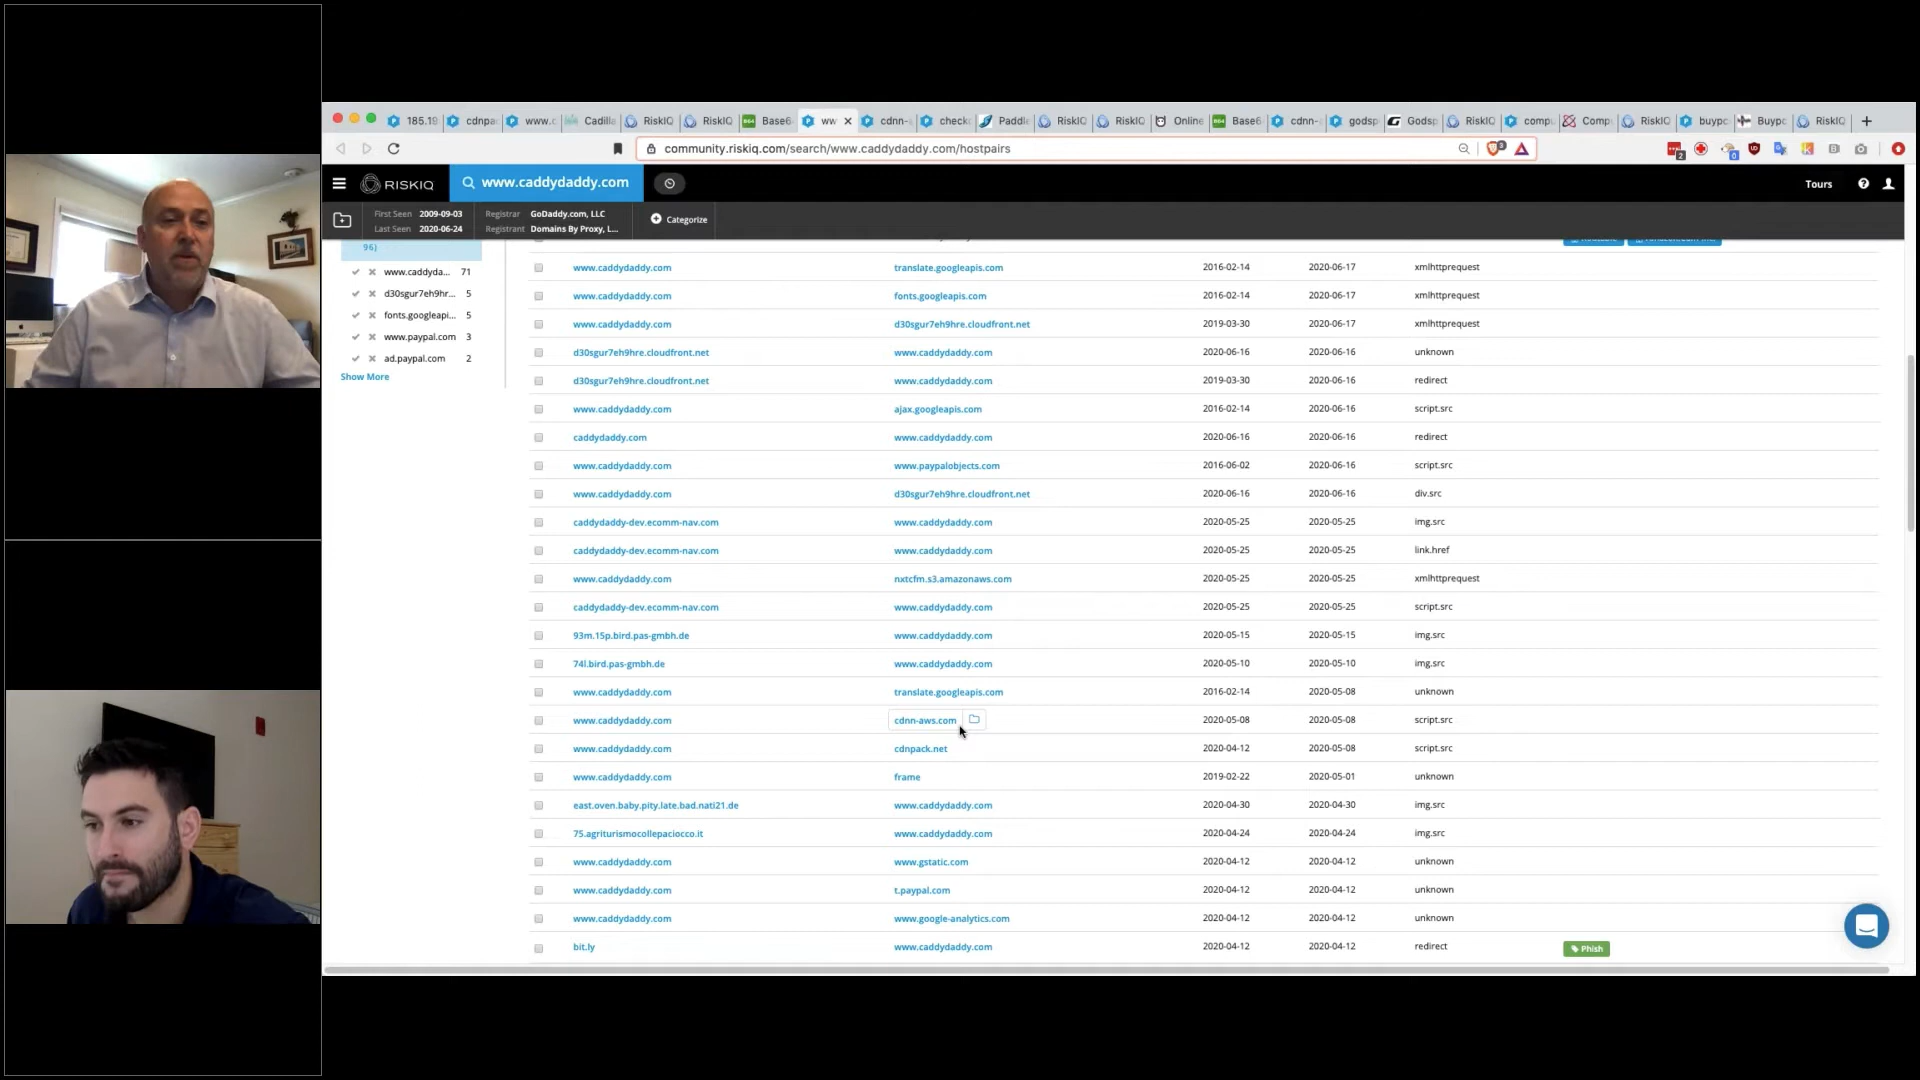 185.19 cdnpa www.c Cadilla RiskIQ RiskIQ Base6 ww cdnn- check Paddle RiskIQ RiskIQ Online Base6 cdnn- godsp Godsp RiskIQ compu Comp RiskIQ buypc Buypc RiskIQ
community.riskiq.com/search/www.caddydaddy.com/hostpairs
RISKIQ www.caddydaddy.com Tours
First Seen 2009-09-03 Registrar GoDaddy.com, LLC
Last Seen 2020-06-24 Registrant Domains By Proxy, L...
Categorize
96)
www.caddyda... 71
d30sgur7eh9hr... 5
fonts.googleapi... 5
www.paypal.com 3
ad.paypal.com 2
Show More
www.caddydaddy.com translate.googleapis.com 2016-02-14 2020-06-17 xmlhttprequest
www.caddydaddy.com fonts.googleapis.com 2016-02-14 2020-06-17 xmlhttprequest
www.caddydaddy.com d30sgur7eh9hre.cloudfront.net 2019-03-30 2020-06-17 xmlhttprequest
d30sgur7eh9hre.cloudfront.net www.caddydaddy.com 2020-06-16 2020-06-16 unknown
d30sgur7eh9hre.cloudfront.net www.caddydaddy.com 2019-03-30 2020-06-16 redirect
www.caddydaddy.com ajax.googleapis.com 2016-02-14 2020-06-16 script.src
caddydaddy.com www.caddydaddy.com 2020-06-16 2020-06-16 redirect
www.caddydaddy.com www.paypalobjects.com 2016-06-02 2020-06-16 script.src
www.caddydaddy.com d30sgur7eh9hre.cloudfront.net 2020-06-16 2020-06-16 div.src
caddydaddy-dev.ecomm-nav.com www.caddydaddy.com 2020-05-25 2020-05-25 img.src
caddydaddy-dev.ecomm-nav.com www.caddydaddy.com 2020-05-25 2020-05-25 link.href
www.caddydaddy.com nxtcfm.s3.amazonaws.com 2020-05-25 2020-05-25 xmlhttprequest
caddydaddy-dev.ecomm-nav.com www.caddydaddy.com 2020-05-25 2020-05-25 script.src
93m.15p.bird.pas-gmbh.de www.caddydaddy.com 2020-05-15 2020-05-15 img.src
74l.bird.pas-gmbh.de www.caddydaddy.com 2020-05-10 2020-05-10 img.src
www.caddydaddy.com translate.googleapis.com 2016-02-14 2020-05-08 unknown
www.caddydaddy.com cdnn-aws.com 2020-05-08 2020-05-08 script.src
www.caddydaddy.com cdnpack.net 2020-04-12 2020-05-08 script.src
www.caddydaddy.com frame 2019-02-22 2020-05-01 unknown
east.oven.baby.pity.late.bad.nati21.de www.caddydaddy.com 2020-04-30 2020-04-30 img.src
75.agriturismocollepaciocco.it www.caddydaddy.com 2020-04-24 2020-04-24 img.src
www.caddydaddy.com www.gstatic.com 2020-04-12 2020-04-12 unknown
www.caddydaddy.com t.paypal.com 2020-04-12 2020-04-12 unknown
www.caddydaddy.com www.google-analytics.com 2020-04-12 2020-04-12 unknown
bit.ly www.caddydaddy.com 2020-04-12 2020-04-12 redirect Phish